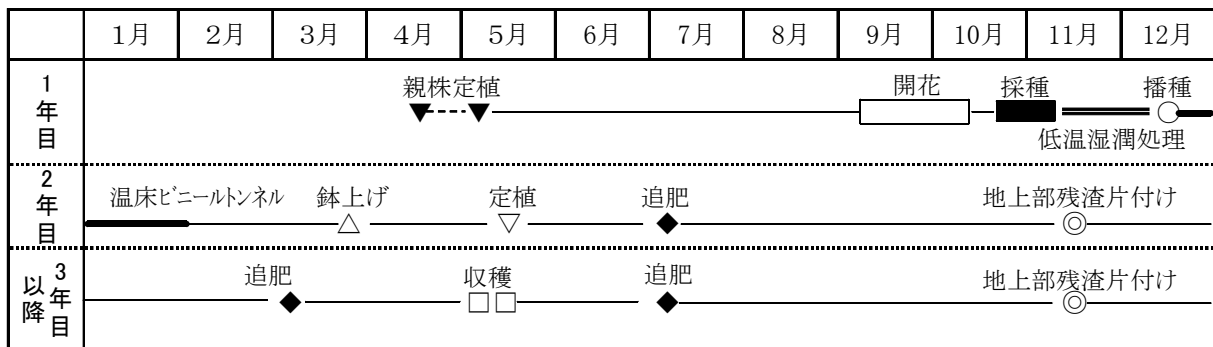 1月 2月 3月 4月 5月 6月 7月 8月 9月 10月 11月 12月
1年目
親株定植 開花 採種 播種
低温湿潤処理
2年目
温床ビニールトンネル 鉢上げ 定植 追肥 地上部残渣片付け
3年目以降
追肥 収穫 追肥 地上部残渣片付け